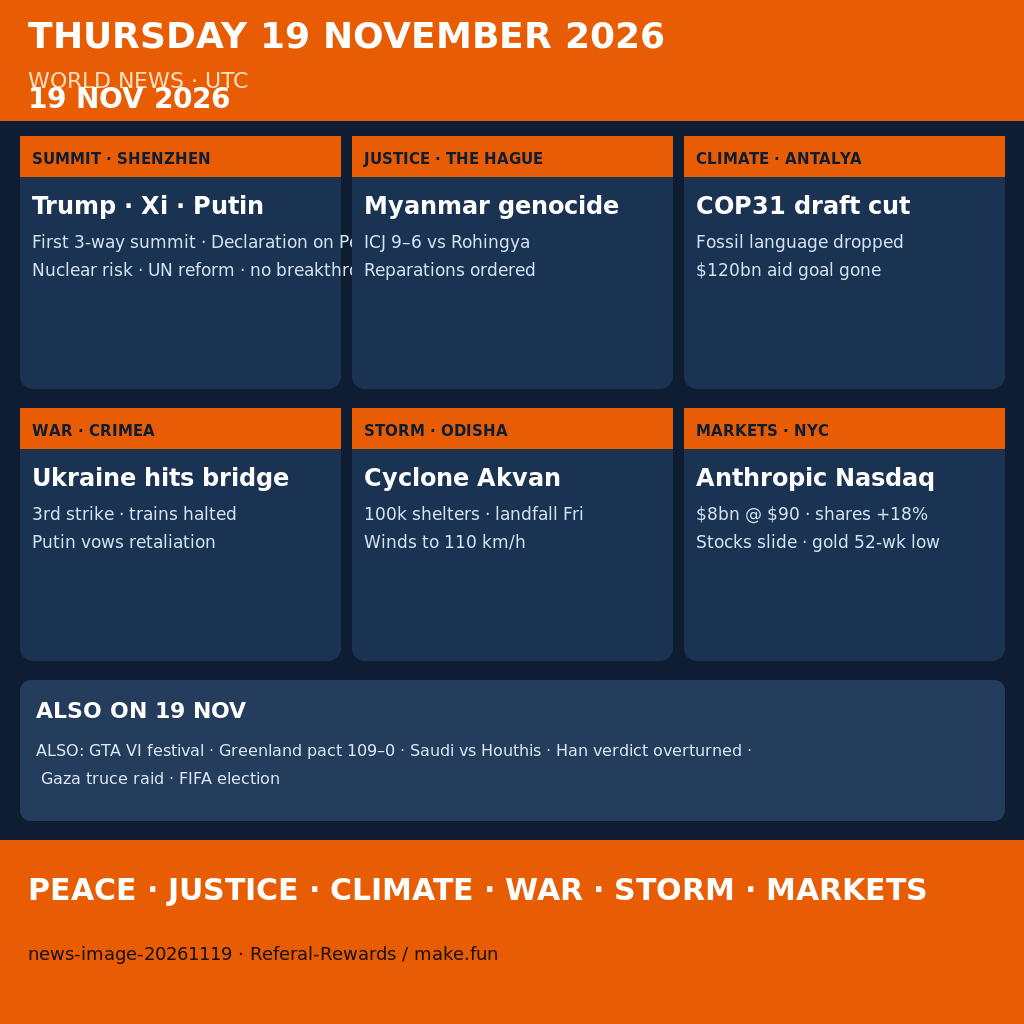 THURSDAY 19 NOVEMBER 2026
WORLD NEWS · UTC
19 NOV 2026
SUMMIT · SHENZHEN
Trump · Xi · Putin
First 3-way summit · Declaration on
Nuclear risk · UN reform · no
JUSTICE · THE HAGUE
Myanmar genocide
ICJ 9–6 vs Rohingya
Reparations ordered
CLIMATE · ANTALYA
COP31 draft cut
Fossil language dropped
$120bn aid goal gone
WAR · CRIMEA
Ukraine hits bridge
3rd strike · trains halted
Putin vows retaliation
STORM · ODISHA
Cyclone Akvan
100k shelters · landfall Fri
Winds to 110 km/h
MARKETS · NYC
Anthropic Nasdaq
$8bn @ $90 · shares +18%
Stocks slide · gold 52-wk low
ALSO ON 19 NOV
ALSO: GTA VI festival · Greenland pact 109–0 · Saudi vs Houthis · Han verdict overturned ·
Gaza truce raid · FIFA election
PEACE · JUSTICE · CLIMATE · WAR · STORM · MARKETS
news-image-20261119 · Referal-Rewards / make.fun